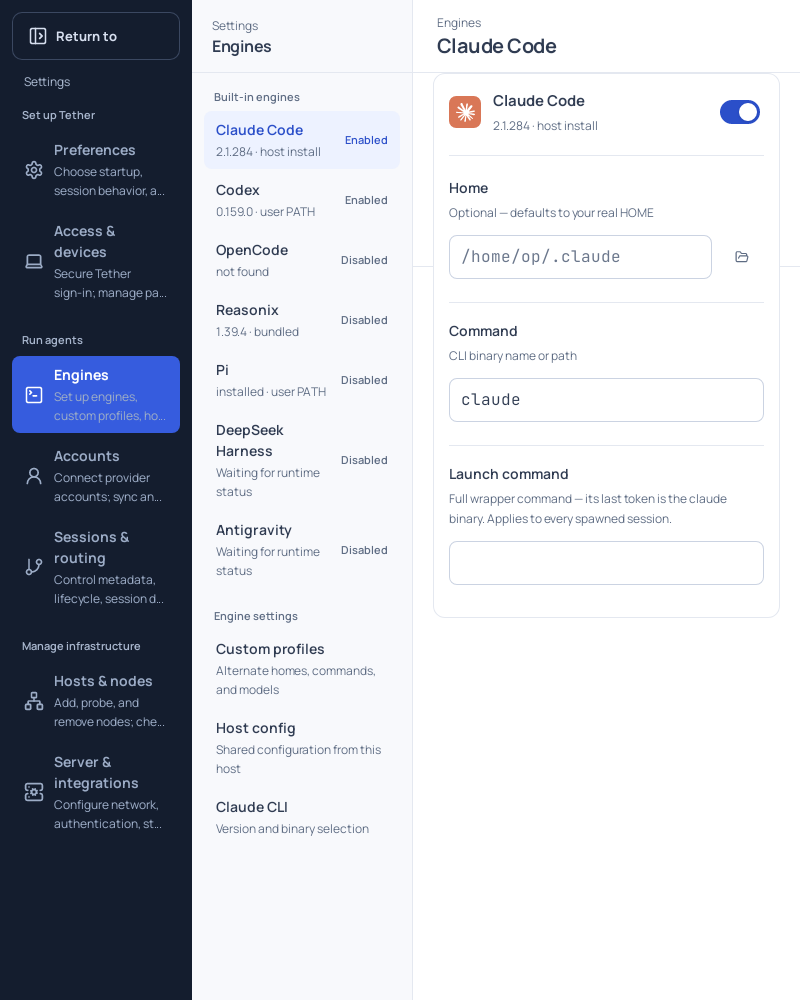 Return to
Settings
Set up Tether
Preferences
Choose startup,
session behavior, a...
Access &
devices
Secure Tether
sign-in; manage pa...
Run agents
Engines
Set up engines,
custom profiles, ho...
Accounts
Connect provider
accounts; sync an...
Sessions &
routing
Control metadata,
lifecycle, session d...
Manage infrastructure
Hosts & nodes
Add, probe, and
remove nodes; che...
Server &
integrations
Configure network,
authentication, st...
Settings
Engines
Built-in engines
Claude Code
Enabled
2.1.284 · host install
Codex
Enabled
0.159.0 · user PATH
OpenCode
Disabled
not found
Reasonix
Disabled
1.39.4 · bundled
Pi
Disabled
installed · user PATH
DeepSeek
Harness
Disabled
Waiting for runtime
status
Antigravity
Disabled
Waiting for runtime
status
Engine settings
Custom profiles
Alternate homes, commands,
and models
Host config
Shared configuration from this
host
Claude CLI
Version and binary selection
Engines
Claude Code
Claude Code
2.1.284 · host install
Home
Optional — defaults to your real HOME
/home/op/.claude
Command
CLI binary name or path
claude
Launch command
Full wrapper command — its last token is the claude
binary. Applies to every spawned session.